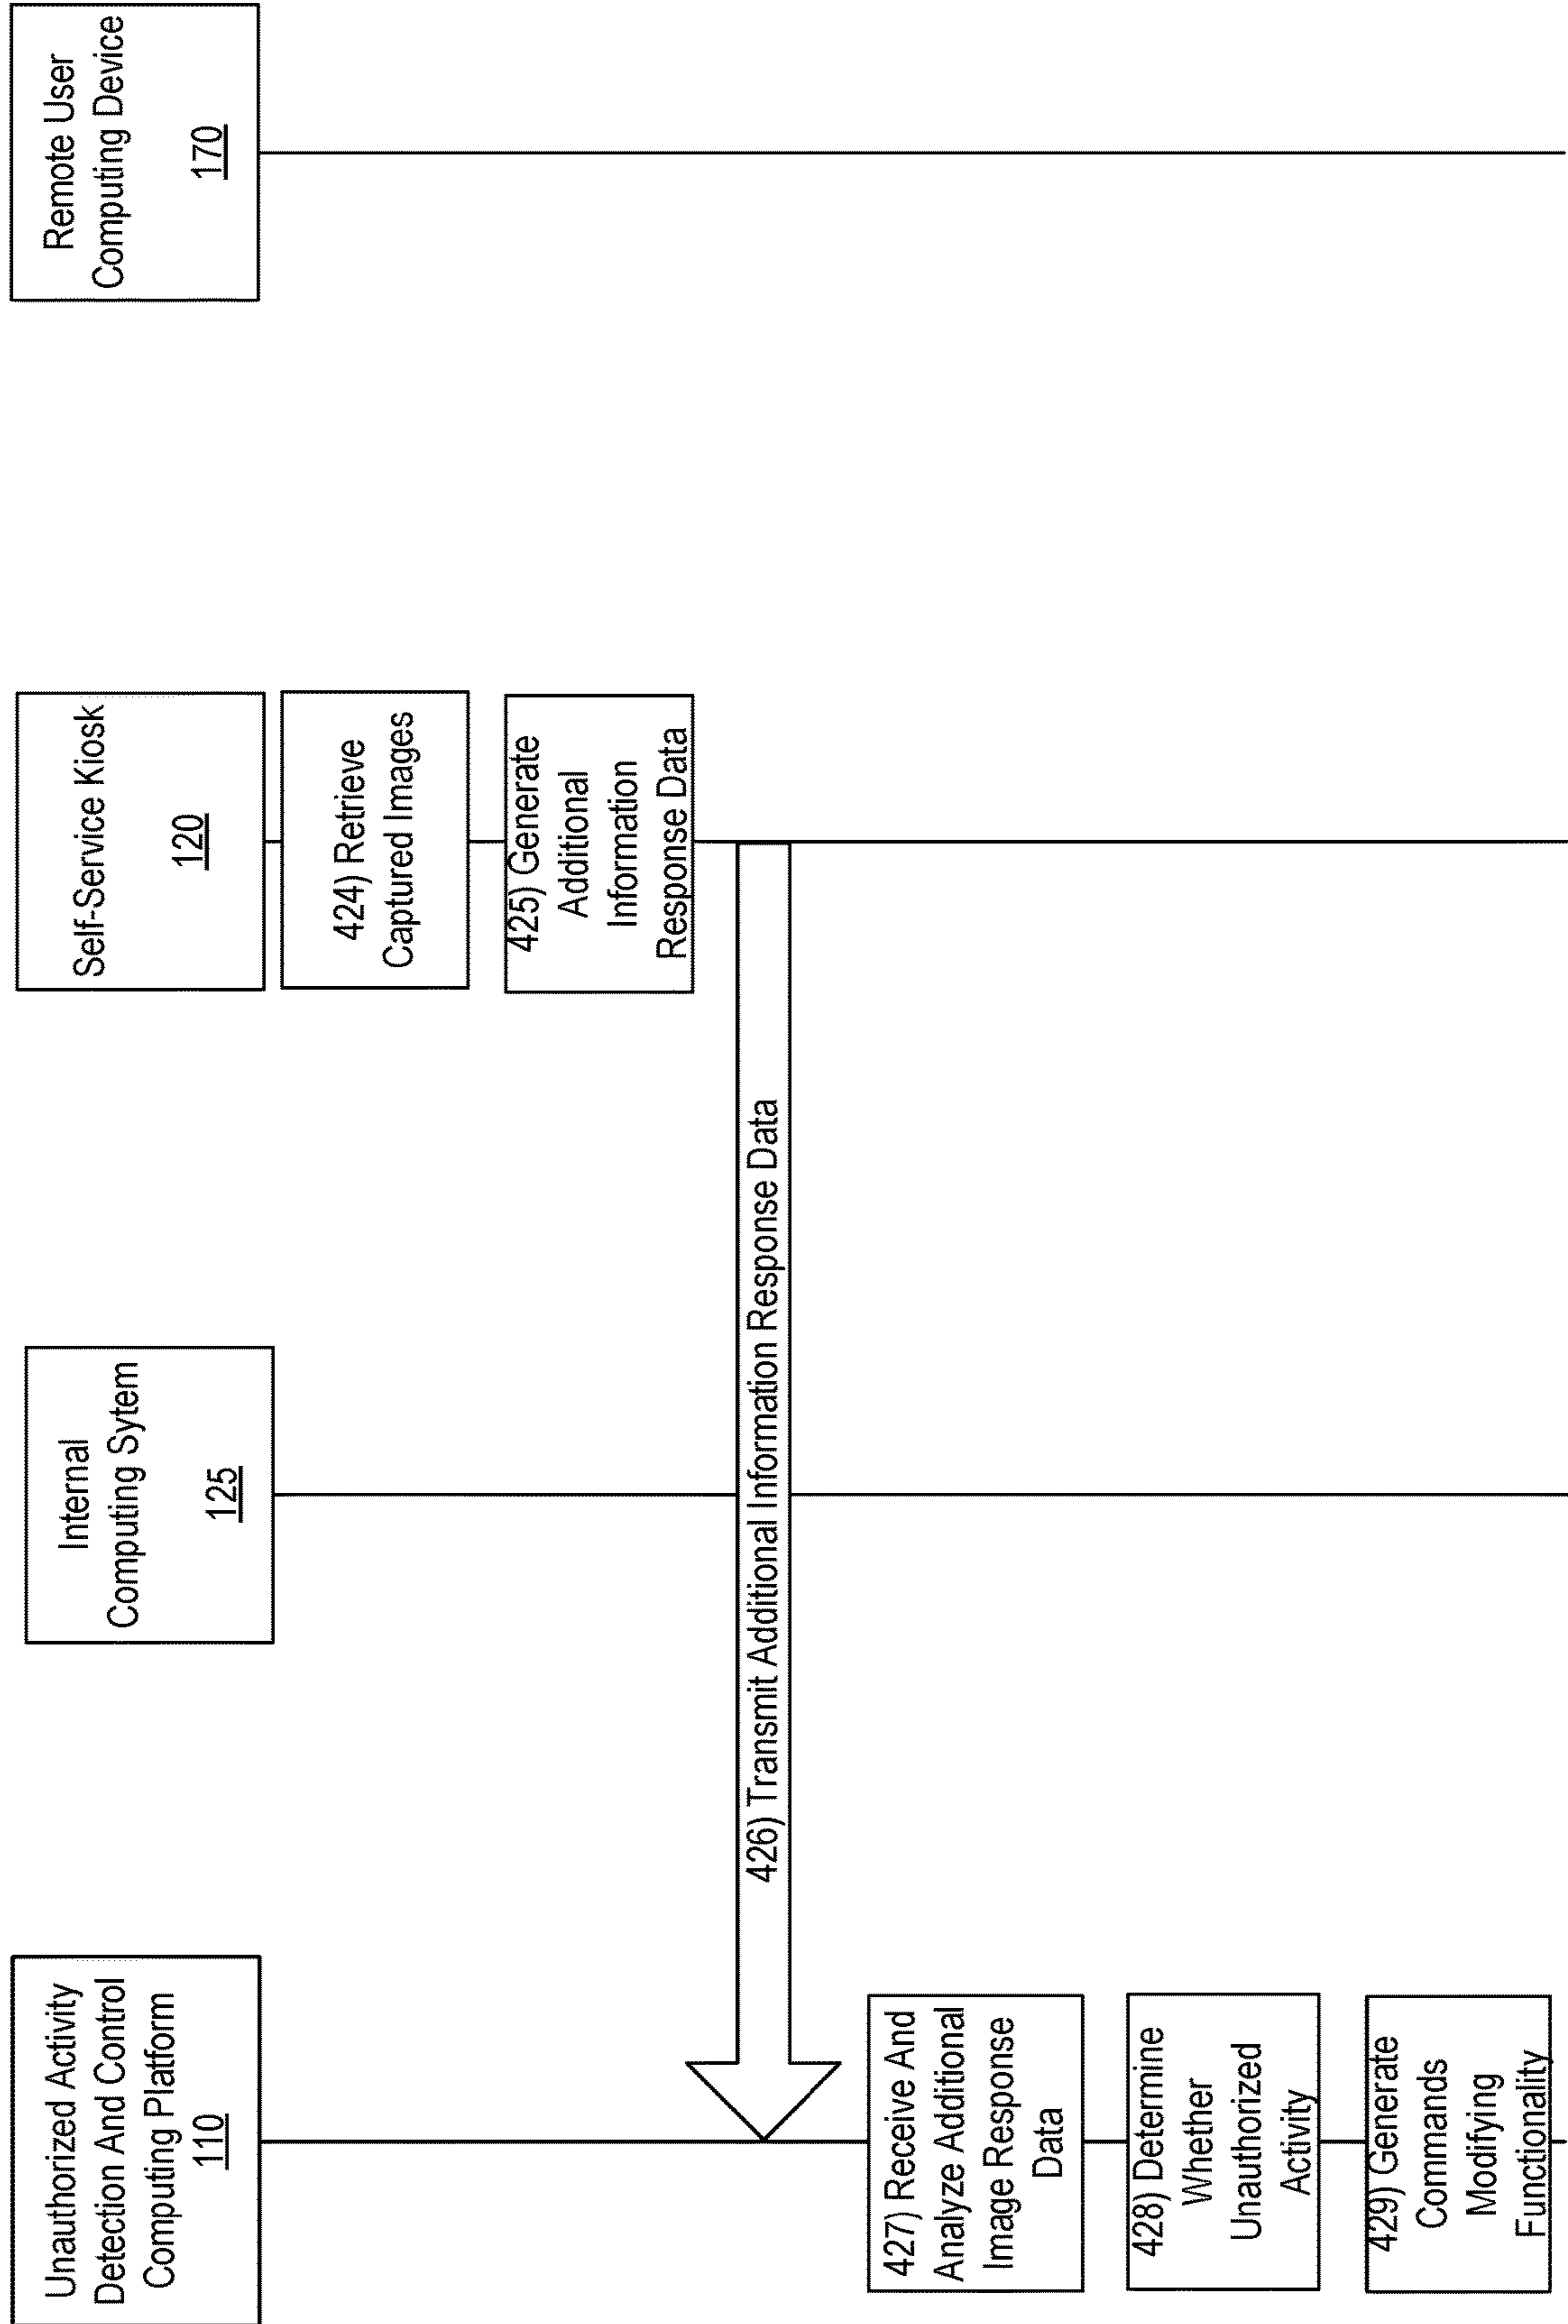 Unauthorized Activity
Detection And Control
Computing Platform
110
Internal
Computing Sytem
125
Self-Service Kiosk
120
Remote User
Computing Device
170
424) Retrieve
Captured Images
425) Generate
Additional
Information
Response Data
426) Transmit Additional Information Response Data
427) Receive And
Analyze Additional
Image Response
Data
428) Determine
Whether
Unauthorized
Activity
429) Generate
Commands
Modifying
Functionality